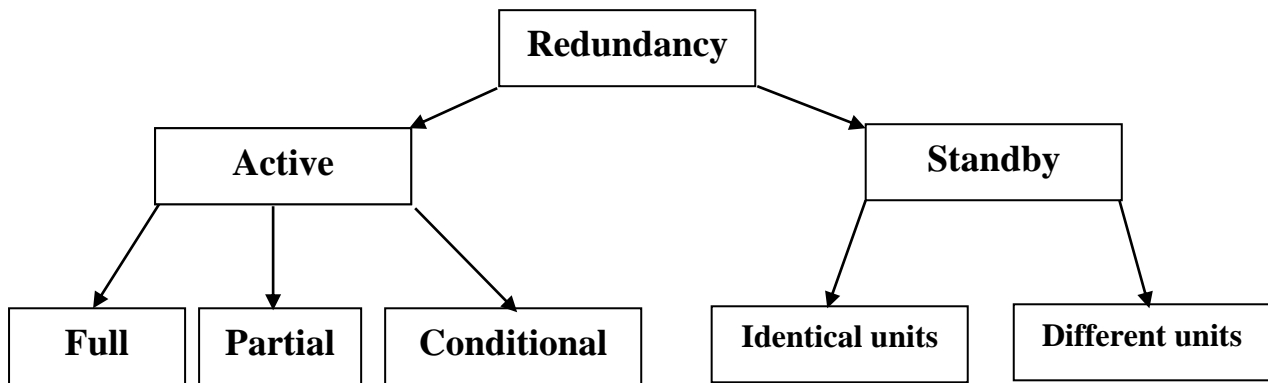 Redundancy
Active
Standby
Full
Partial
Conditional
Identical units
Different units